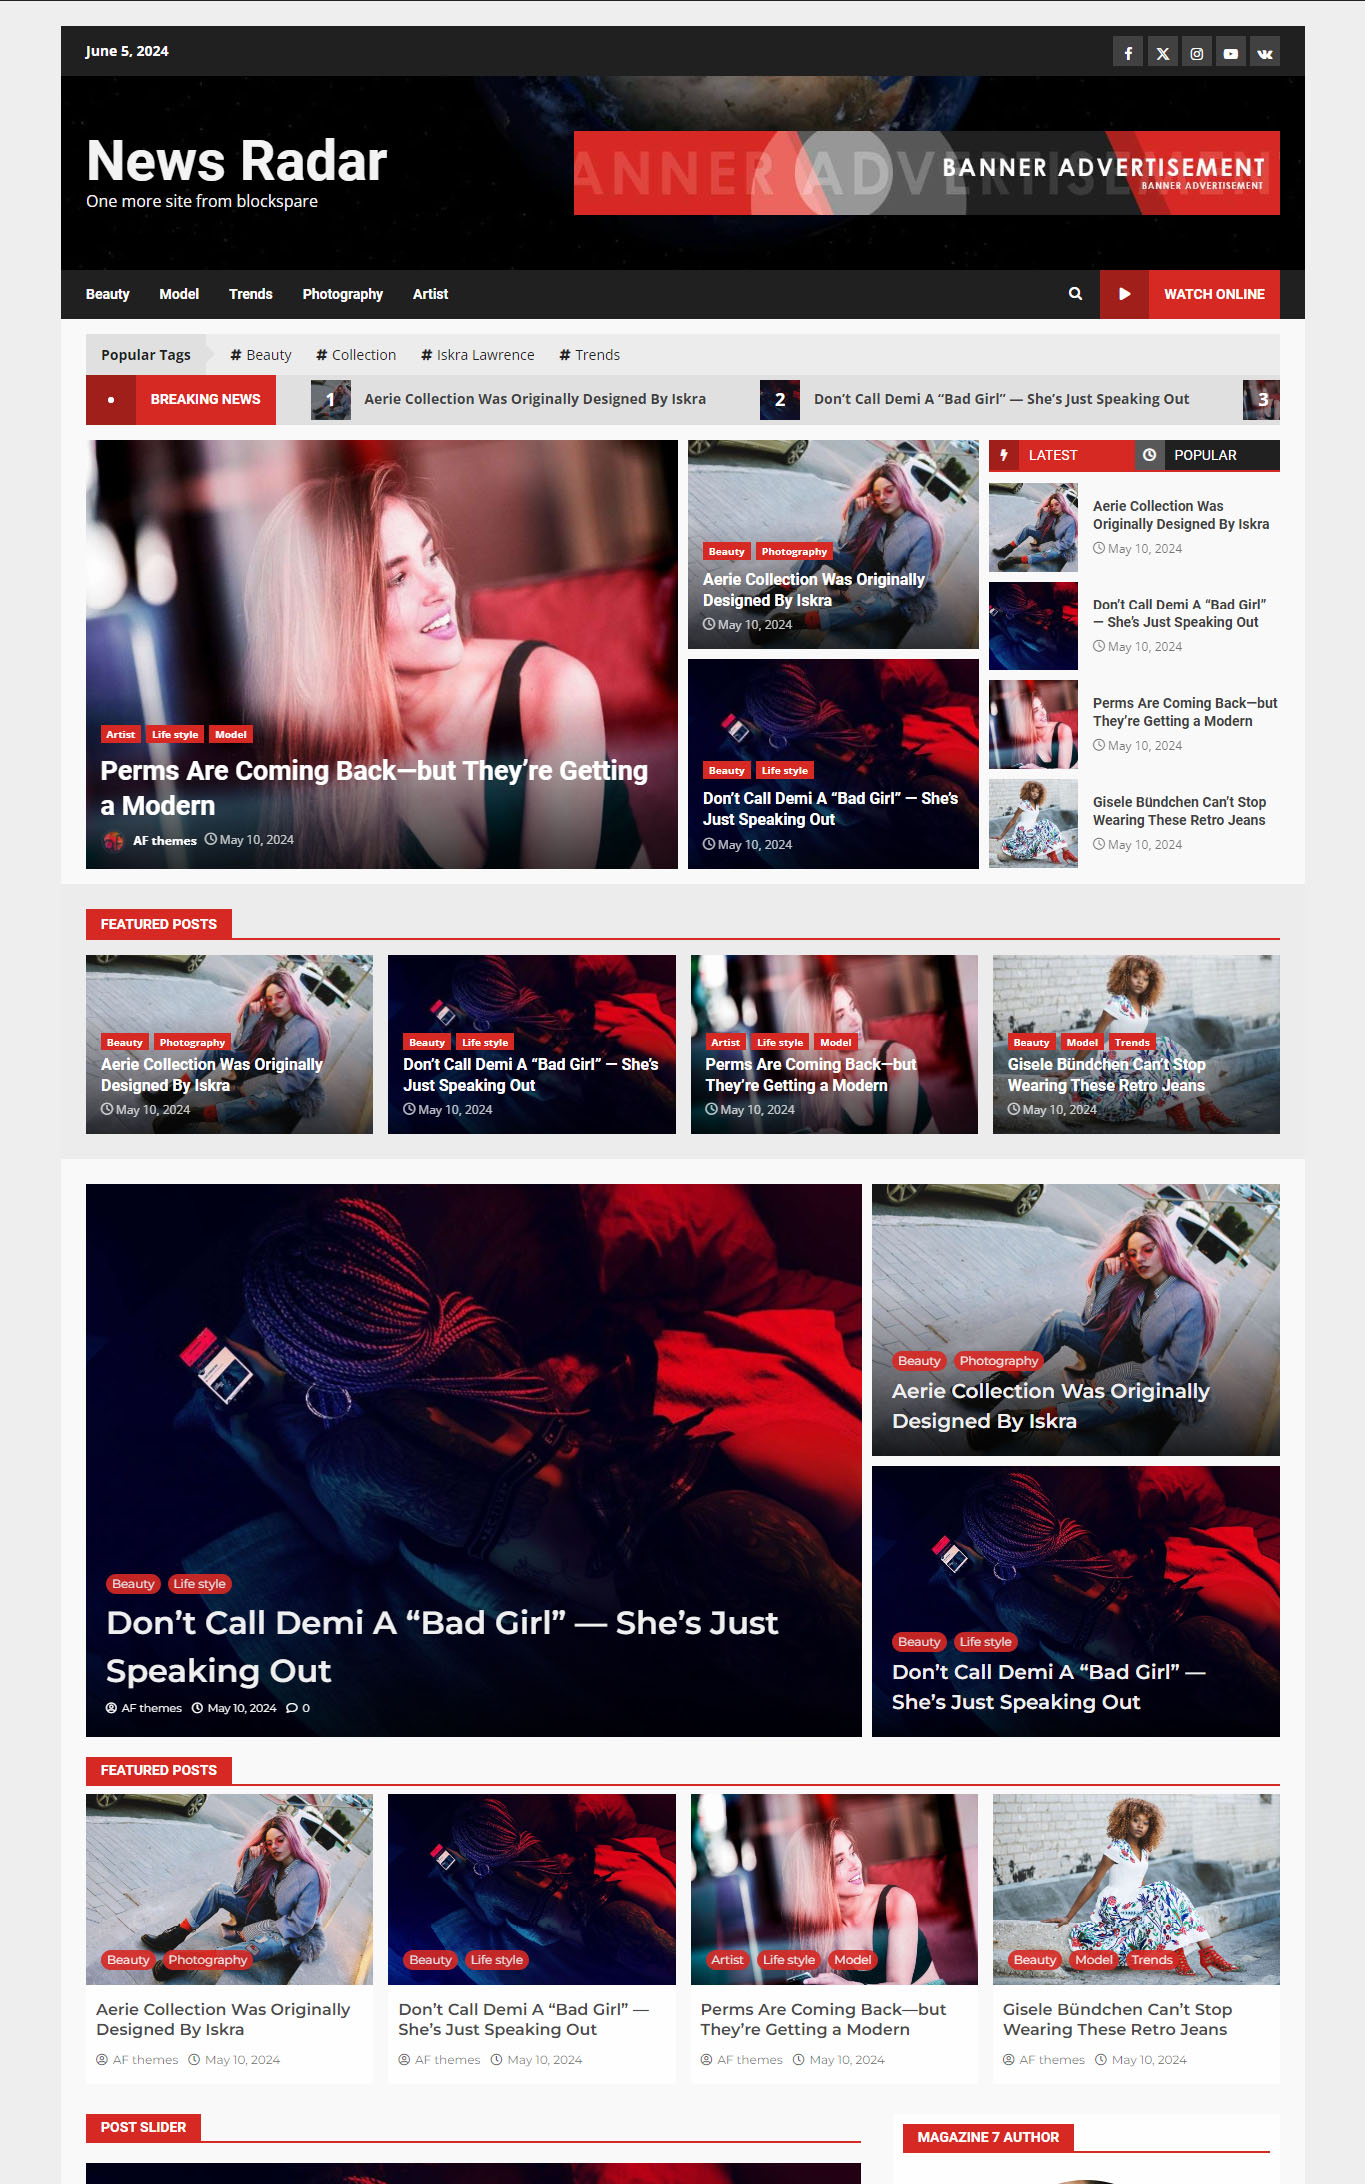 June 5, 2024
News Radar
One more site from blockspare
BANNER ADVERTISEMENT
BANNER ADVERTISEMENT
Beauty Model Trends Photography Artist
WATCH ONLINE
Popular Tags # Beauty # Collection # Iskra Lawrence # Trends
BREAKING NEWS 1 Aerie Collection Was Originally Designed By Iskra 2 Don't Call Demi A “Bad Girl” — She's Just Speaking Out 3
Artist Life style Model
Perms Are Coming Back—but They're Getting
a Modern
AF themes May 10, 2024
Beauty Photography
Aerie Collection Was Originally
Designed By Iskra
May 10, 2024
Beauty Life style
Don't Call Demi A “Bad Girl” — She's
Just Speaking Out
May 10, 2024
LATEST POPULAR
Aerie Collection Was
Originally Designed By Iskra
May 10, 2024
Don't Call Demi A “Bad Girl”
— She's Just Speaking Out
May 10, 2024
Perms Are Coming Back—but
They're Getting a Modern
May 10, 2024
Gisele Bündchen Can't Stop
Wearing These Retro Jeans
May 10, 2024
FEATURED POSTS
Beauty Photography
Aerie Collection Was Originally
Designed By Iskra
May 10, 2024
Beauty Life style
Don't Call Demi A “Bad Girl” — She's
Just Speaking Out
May 10, 2024
Artist Life style Model
Perms Are Coming Back—but
They're Getting a Modern
May 10, 2024
Beauty Model Trends
Gisele Bündchen Can't Stop
Wearing These Retro Jeans
May 10, 2024
Beauty Life style
Don't Call Demi A “Bad Girl” — She's Just
Speaking Out
AF themes May 10, 2024 0
Beauty Photography
Aerie Collection Was Originally
Designed By Iskra
Beauty Life style
Don't Call Demi A “Bad Girl” —
She's Just Speaking Out
FEATURED POSTS
Beauty Photography
Aerie Collection Was Originally
Designed By Iskra
AF themes May 10, 2024
Beauty Life style
Don't Call Demi A “Bad Girl” —
She's Just Speaking Out
AF themes May 10, 2024
Artist Life style Model
Perms Are Coming Back—but
They're Getting a Modern
AF themes May 10, 2024
Beauty Model Trends
Gisele Bündchen Can't Stop
Wearing These Retro Jeans
AF themes May 10, 2024
POST SLIDER
MAGAZINE 7 AUTHOR